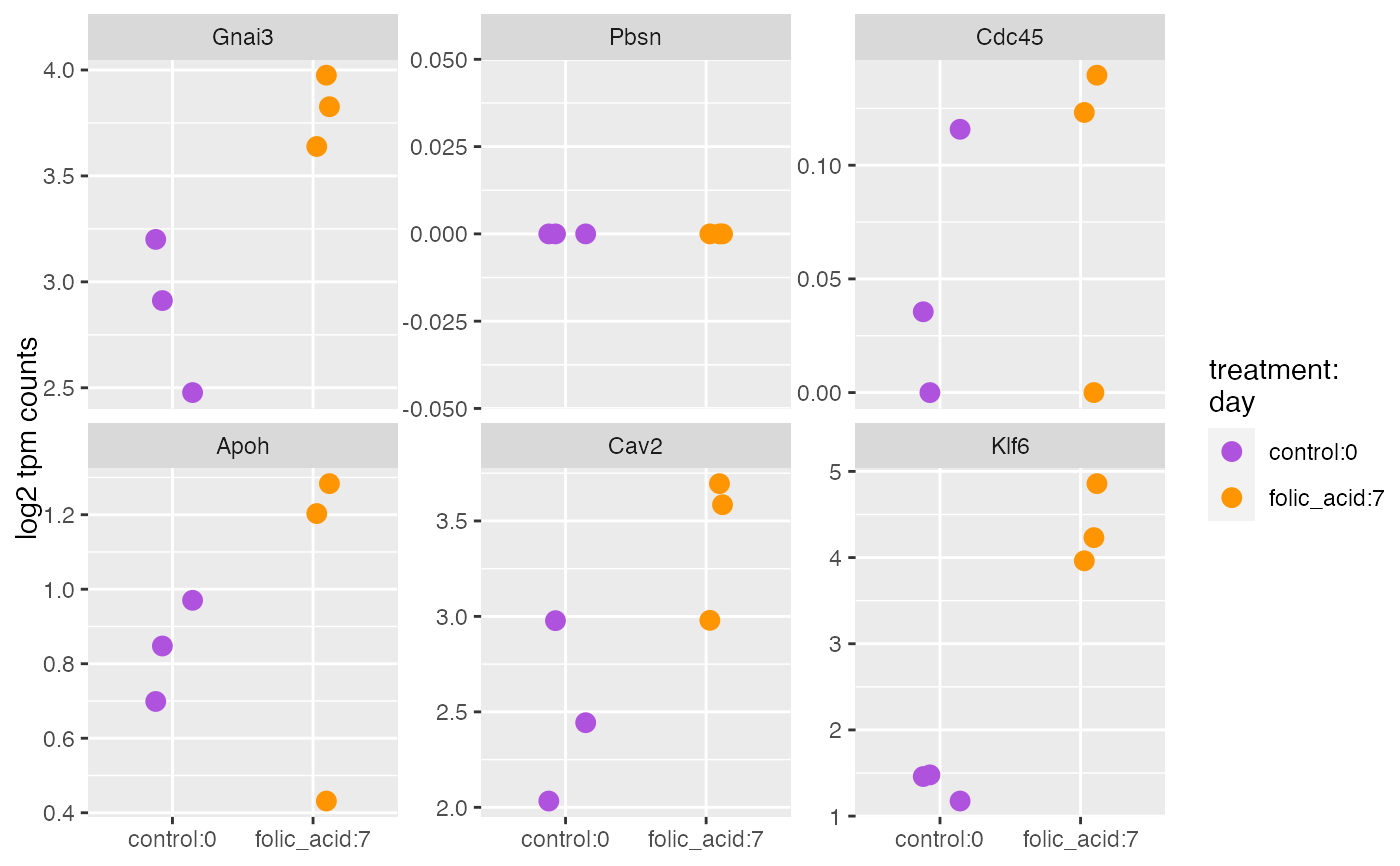 Gnai3
Pbsn
Cdc45
4.0
3.5
3.0
2.5
0.050
0.025
0.000
-0.025
-0.050
0.10
0.05
0.00
log2 tpm counts
Apoh
Cav2
Klf6
1.2
1.0
0.8
0.6
0.4
3.5
3.0
2.5
2.0
5
4
3
2
1
control:0
folic_acid:7
control:0
folic_acid:7
control:0
folic_acid:7
treatment:
day
control:0
folic_acid:7